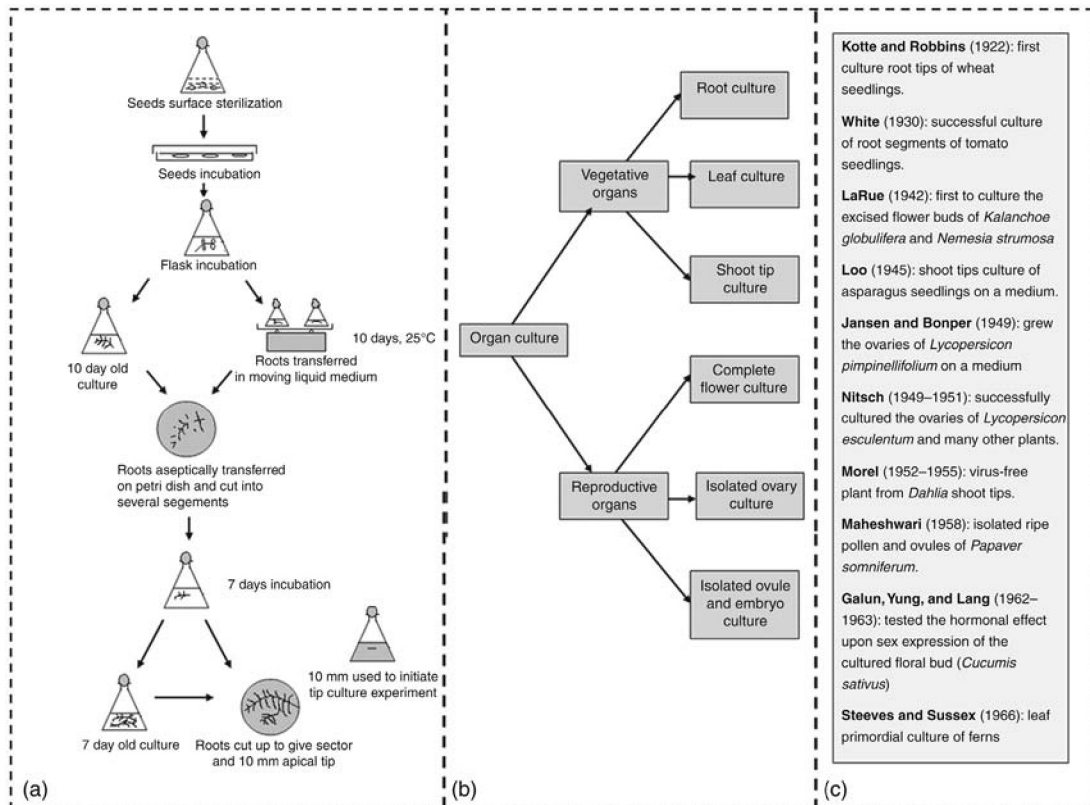 Seeds surface sterilization
Seeds incubation
Flask incubation
10 day old
culture
10 days, 25°C
Roots transferred
in moving liquid medium
Roots aseptically transferred
on petri dish and cut into
several segements
7 days incubation
10 mm used to initiate
tip culture experiment
7 day old culture
Roots cut up to give sector
and 10 mm apical tip
(a)
Organ culture
Vegetative
organs
Root culture
Leaf culture
Shoot tip
culture
Reproductive
organs
Complete
flower culture
Isolated ovary
culture
Isolated ovule
and embryo
culture
(b)
Kotte and Robbins (1922): first
culture root tips of wheat
seedlings.
White (1930): successful culture
of root segments of tomato
seedlings.
LaRue (1942): first to culture the
excised flower buds of Kalanchoe
globulifera and Nemesia strumosa
Loo (1945): shoot tips culture of
asparagus seedlings on a medium.
Jansen and Bonper (1949): grew
the ovaries of Lycopersicon
pimpinellifolium on a medium
Nitsch (1949–1951): successfully
cultured the ovaries of Lycopersicon
esculentum and many other plants.
Morel (1952–1955): virus-free
plant from Dahlia shoot tips.
Maheshwari (1958): isolated ripe
pollen and ovules of Papaver
somniferum.
Galun, Yung, and Lang (1962–
1963): tested the hormonal effect
upon sex expression of the
cultured floral bud (Cucumis
sativus)
Steeves and Sussex (1966): leaf
primordial culture of ferns
(c)